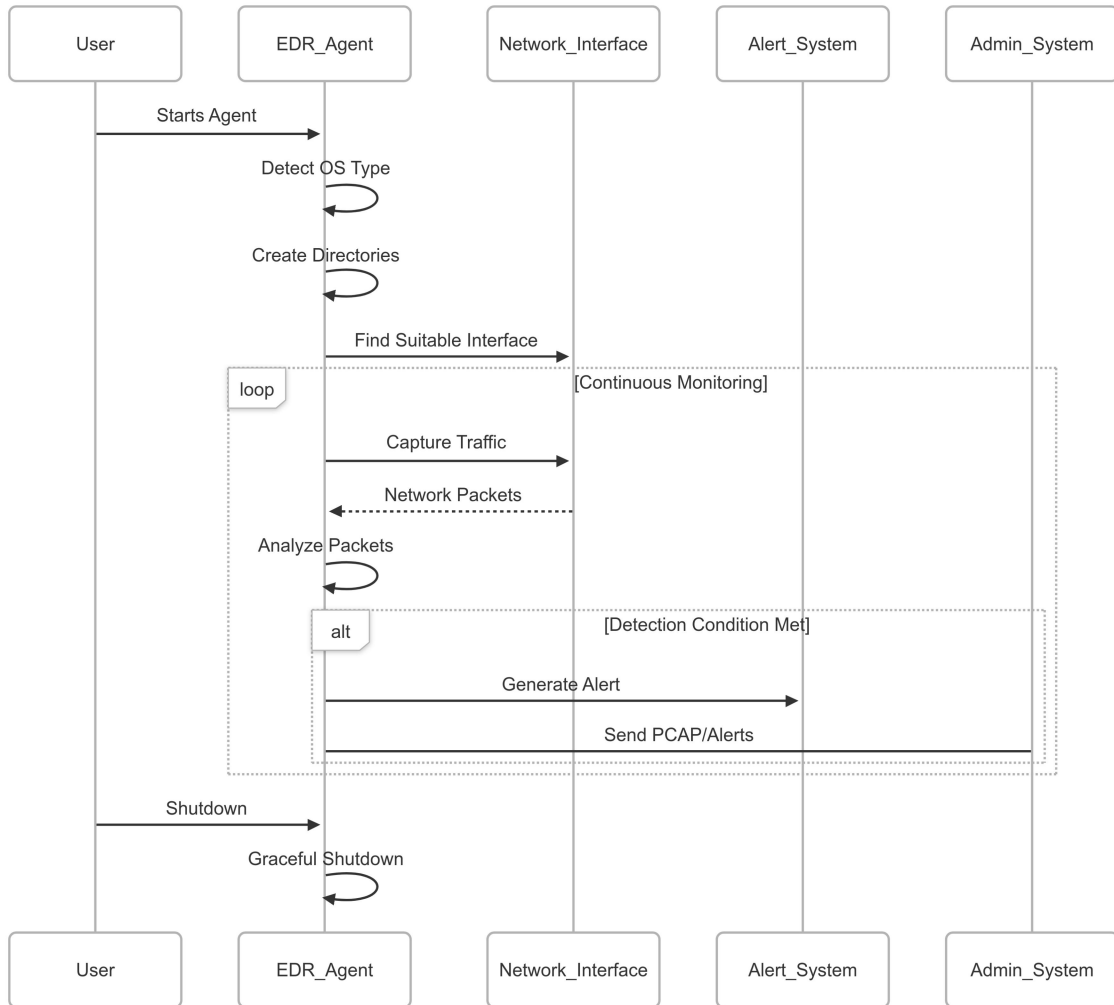 User
EDR_Agent
Network_Interface
Alert_System
Admin_System
Starts Agent
Detect OS Type
Create Directories
Find Suitable Interface
loop
[Continuous Monitoring]
Capture Traffic
Network Packets
Analyze Packets
alt
[Detection Condition Met]
Generate Alert
Send PCAP/Alerts
Shutdown
Graceful Shutdown
User
EDR_Agent
Network_Interface
Alert_System
Admin_System